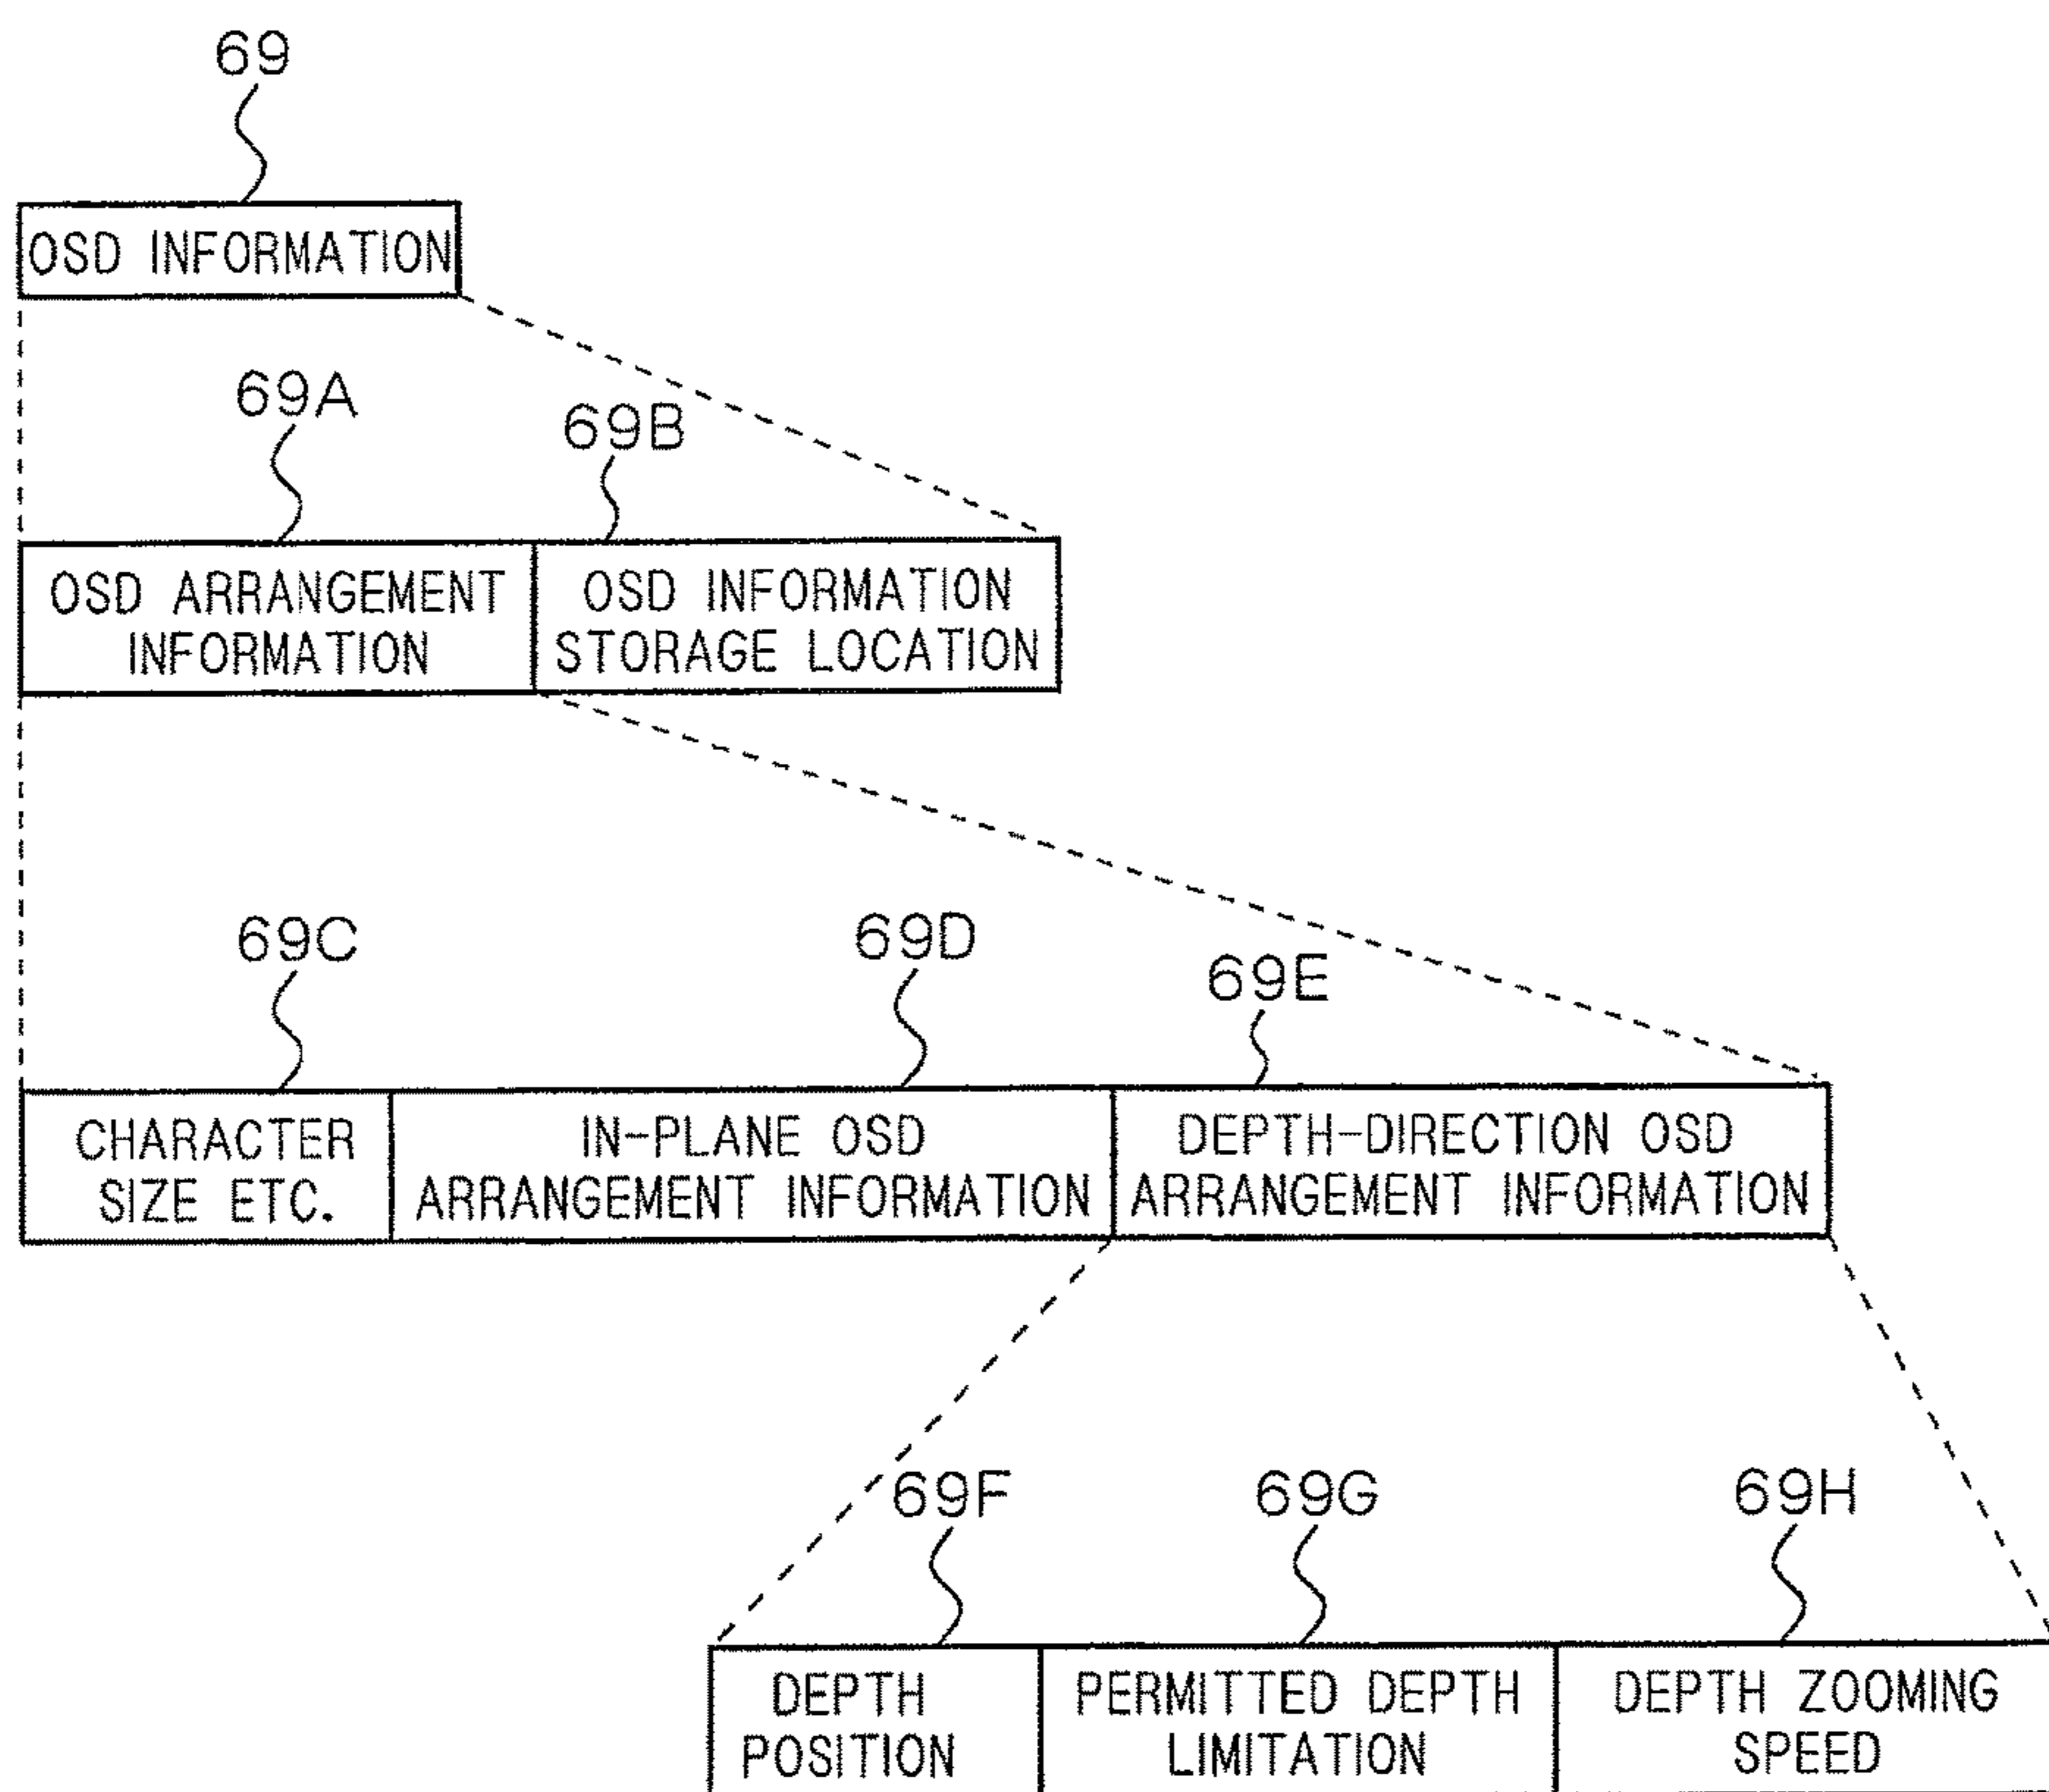 69
OSD INFORMATION
69A
69B
OSD ARRANGEMENT
INFORMATION
OSD INFORMATION
STORAGE LOCATION
69C
69D
69E
CHARACTER
SIZE ETC.
IN-PLANE OSD
ARRANGEMENT INFORMATION
DEPTH-DIRECTION OSD
ARRANGEMENT INFORMATION
69F
69G
69H
DEPTH
POSITION
PERMITTED DEPTH
LIMITATION
DEPTH ZOOMING
SPEED